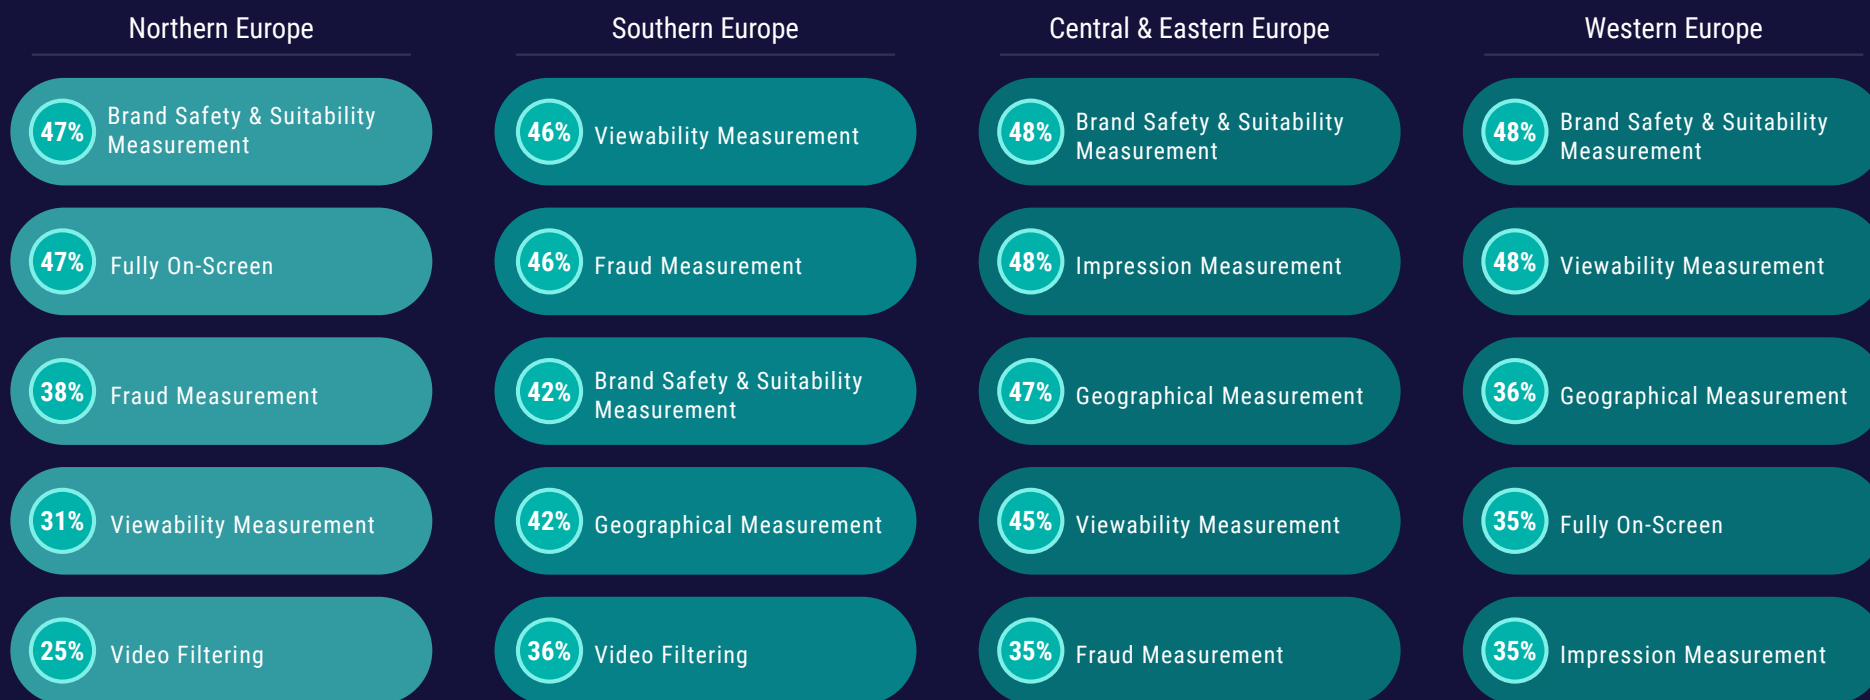 Northern Europe
47%
Brand Safety & Suitability
Measurement
47%
Fully On-Screen
38%
Fraud Measurement
31%
Viewability Measurement
25%
Video Filtering
Southern Europe
46%
Viewability Measurement
46%
Fraud Measurement
42%
Brand Safety & Suitability
Measurement
42%
Geographical Measurement
36%
Video Filtering
Central & Eastern Europe
48%
Brand Safety & Suitability
Measurement
48%
Impression Measurement
47%
Geographical Measurement
45%
Viewability Measurement
35%
Fraud Measurement
Western Europe
48%
Brand Safety & Suitability
Measurement
48%
Viewability Measurement
36%
Geographical Measurement
35%
Fully On-Screen
35%
Impression Measurement